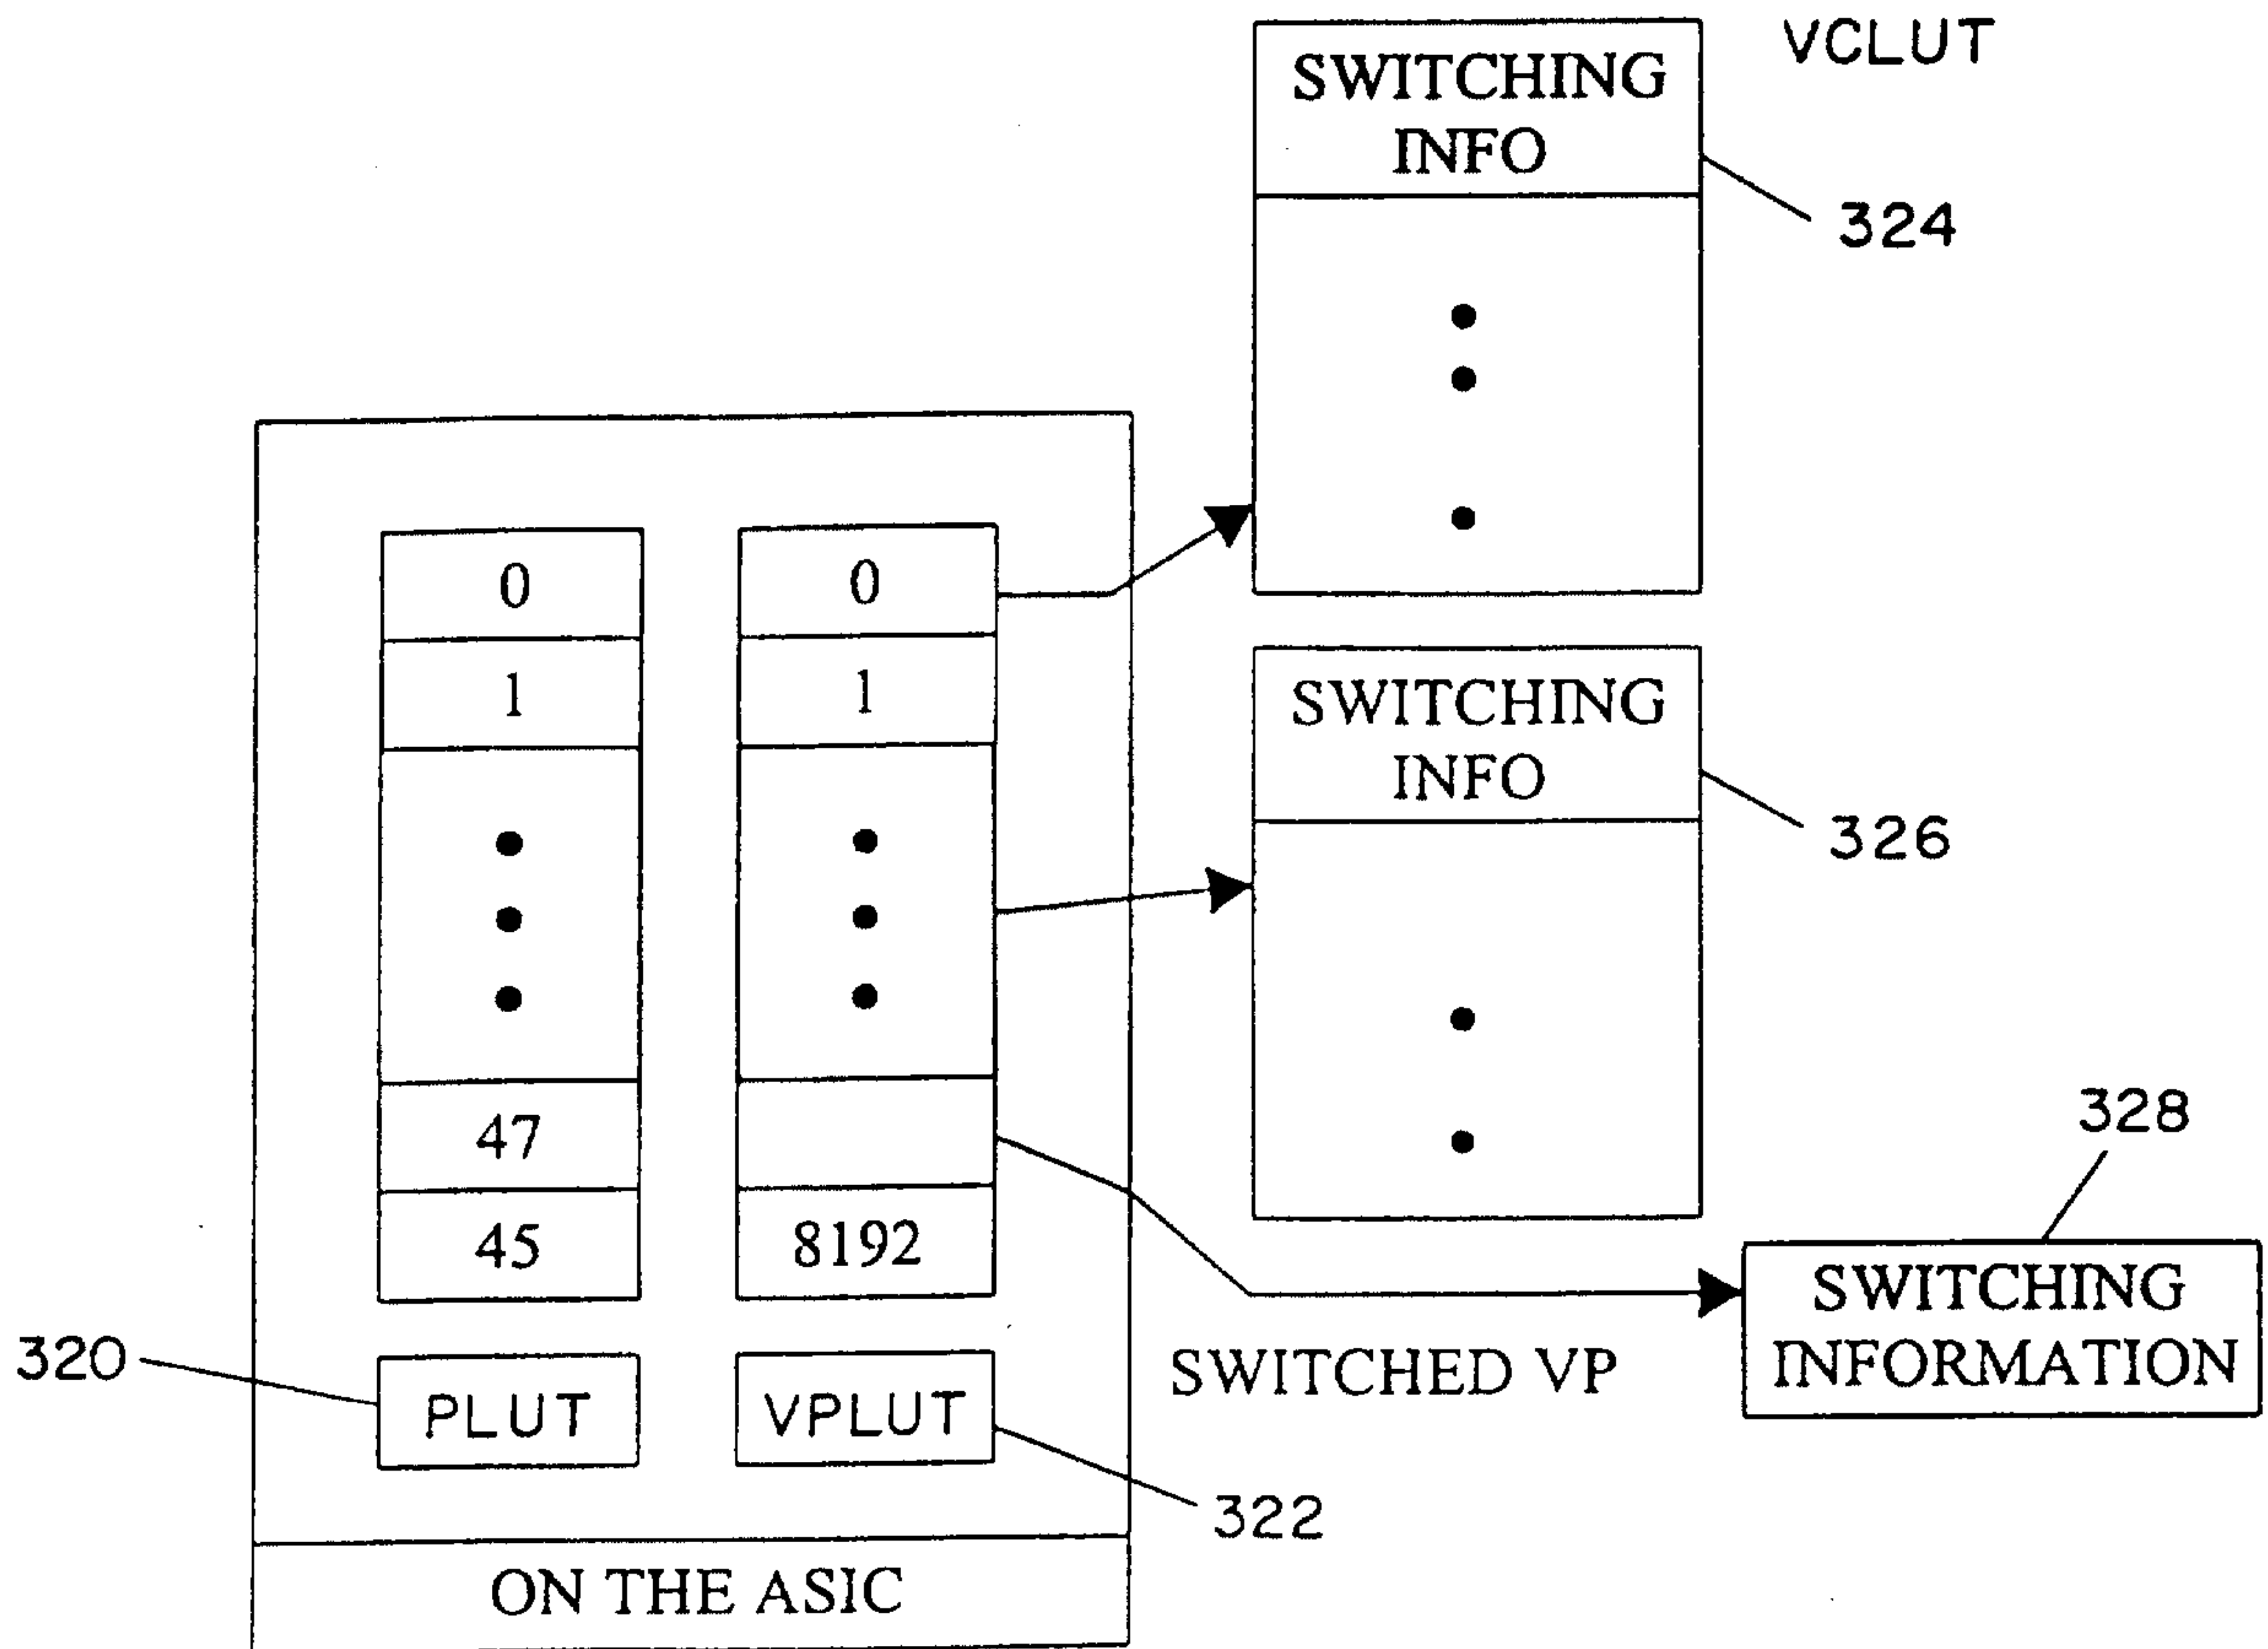 VCLUT
SWITCHING
INFO
324
0
1
47
45
0
1
8192
SWITCHING
INFO
326
328
SWITCHING
INFORMATION
SWITCHED VP
320
PLUT
VPLUT
322
ON THE ASIC